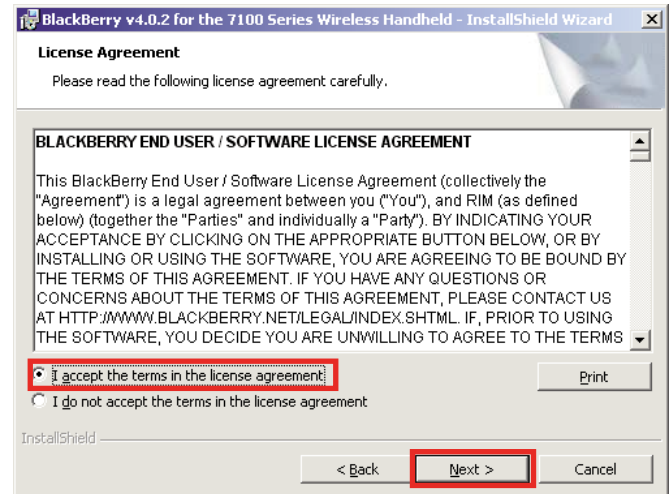 BlackBerry v4.0.2 for the 7100 Series Wireless Handheld - InstallShield Wizard
License Agreement
Please read the following license agreement carefully.
BLACKBERRY END USER / SOFTWARE LICENSE AGREEMENT
This BlackBerry End User / Software License Agreement (collectively the
"Agreement") is a legal agreement between you ("You"), and RIM (as defined
below) (together the "Parties" and individually a "Party"). BY INDICATING YOUR
ACCEPTANCE BY CLICKING ON THE APPROPRIATE BUTTON BELOW, OR BY
INSTALLING OR USING THE SOFTWARE, YOU ARE AGREEING TO BE BOUND BY
THE TERMS OF THIS AGREEMENT. IF YOU HAVE ANY QUESTIONS OR
CONCERNS ABOUT THE TERMS OF THIS AGREEMENT, PLEASE CONTACT US
AT HTTP://WWW.BLACKBERRY.NET/LEGAL/INDEX.SHTML. IF, PRIOR TO USING
THE SOFTWARE, YOU DECIDE YOU ARE UNWILLING TO AGREE TO THE TERMS
I accept the terms in the license agreement
Print
I do not accept the terms in the license agreement
InstallShield
< Back
Next >
Cancel